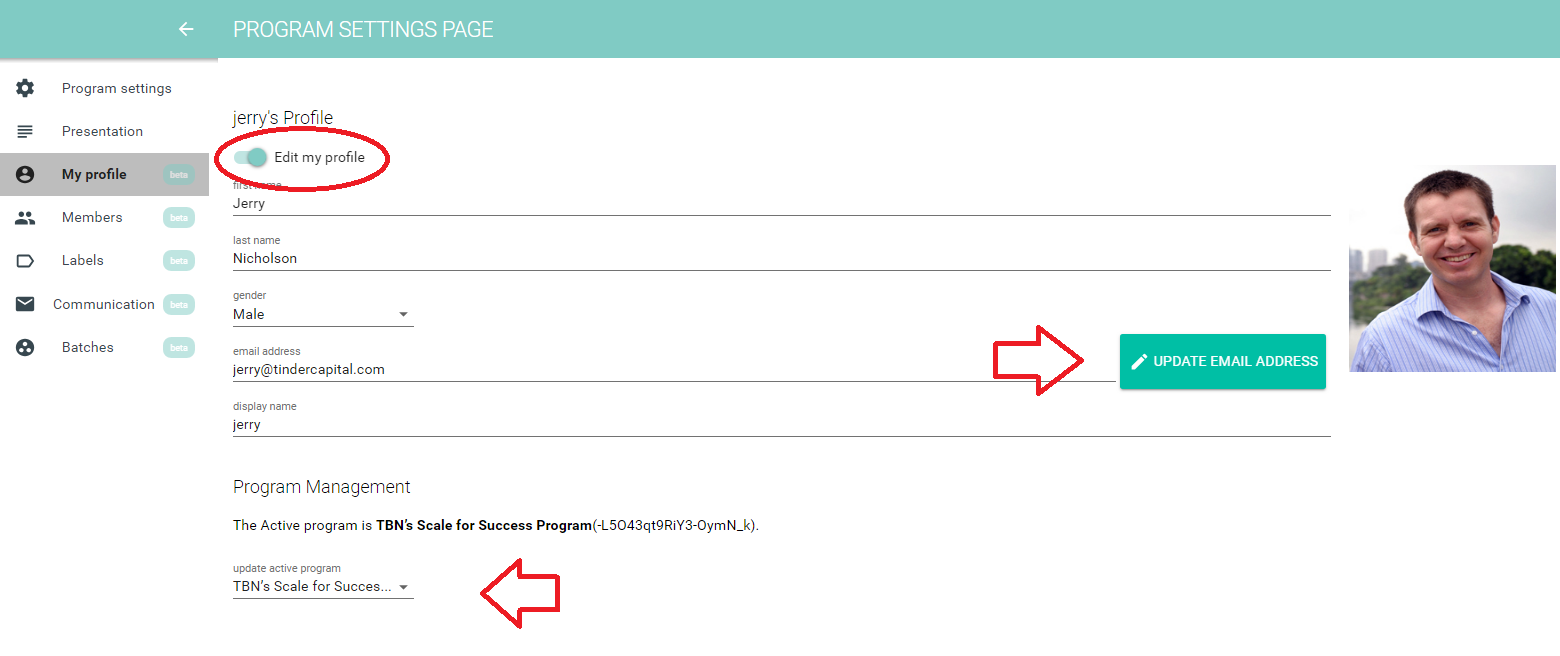 PROGRAM SETTINGS PAGE
Program settings
Presentation
My profile beta
Members beta
Labels beta
Communication beta
Batches beta
jerry's Profile
Edit my profile
first name
Jerry
last name
Nicholson
gender
Male
email address
jerry@tindercapital.com
UPDATE EMAIL ADDRESS
display name
jerry
Program Management
The Active program is TBN's Scale for Success Program(-L5O43qt9RiY3-OymN_k).
update active program
TBN's Scale for Succes...